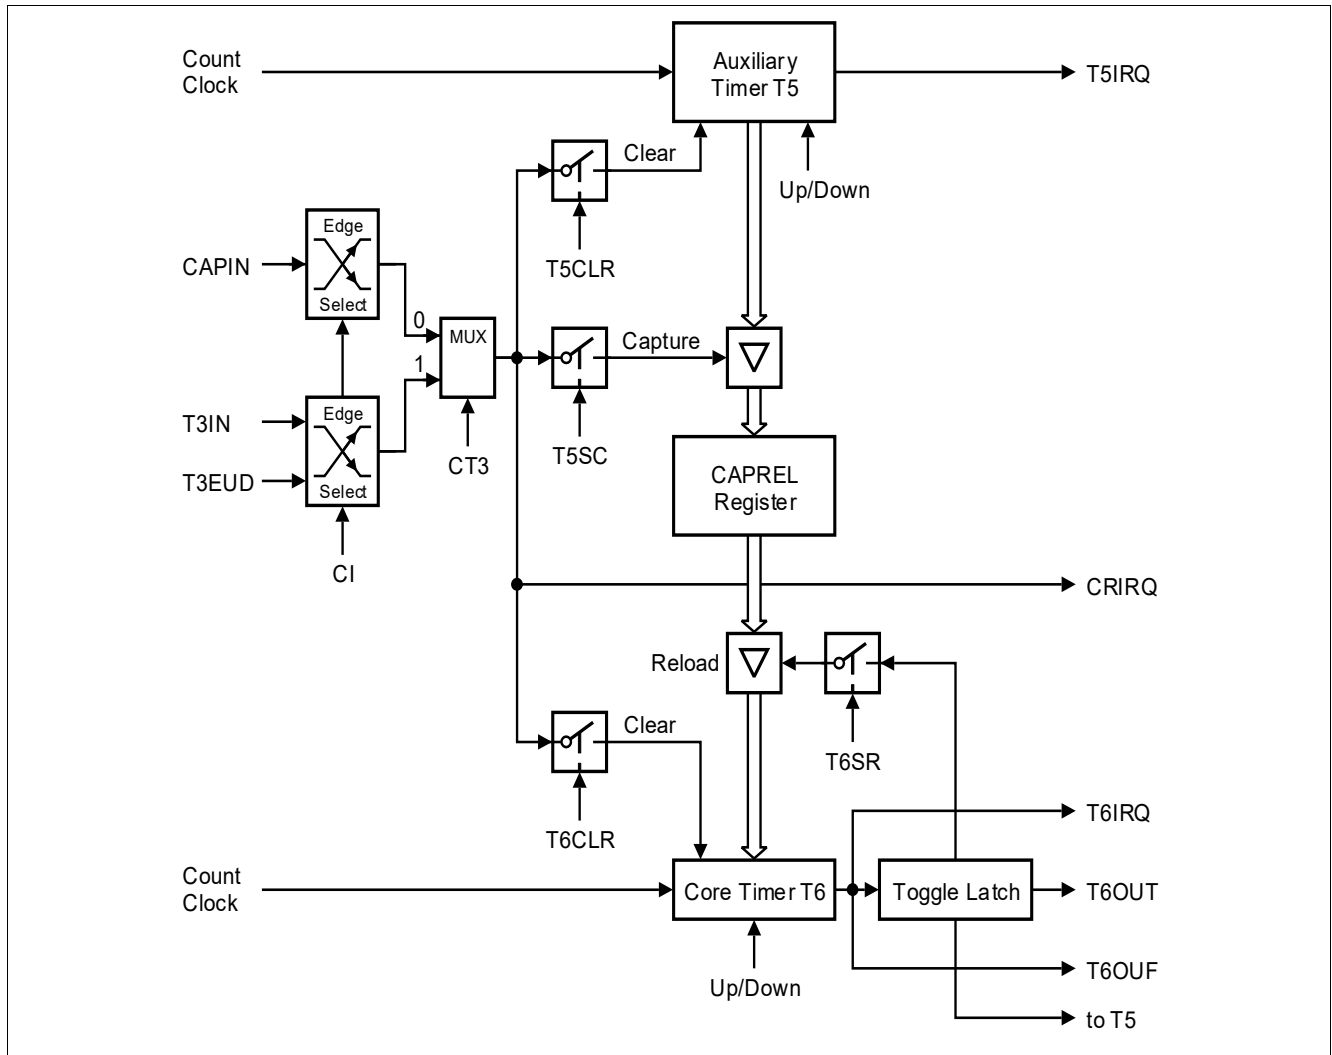 Count
Clock
Auxiliary
Timer T5
T5IRQ
Clear
Up/Down
T5CLR
Edge
Select
CAPIN
0
MUX
1
Capture
T3IN
T3EUD
Edge
Select
CT3
T5SC
CAPREL
Register
CI
CRIRQ
Reload
T6SR
Clear
T6CLR
T6IRQ
Count
Clock
Core Timer T6
Toggle Latch
T6OUT
Up/Down
T6OUF
to T5